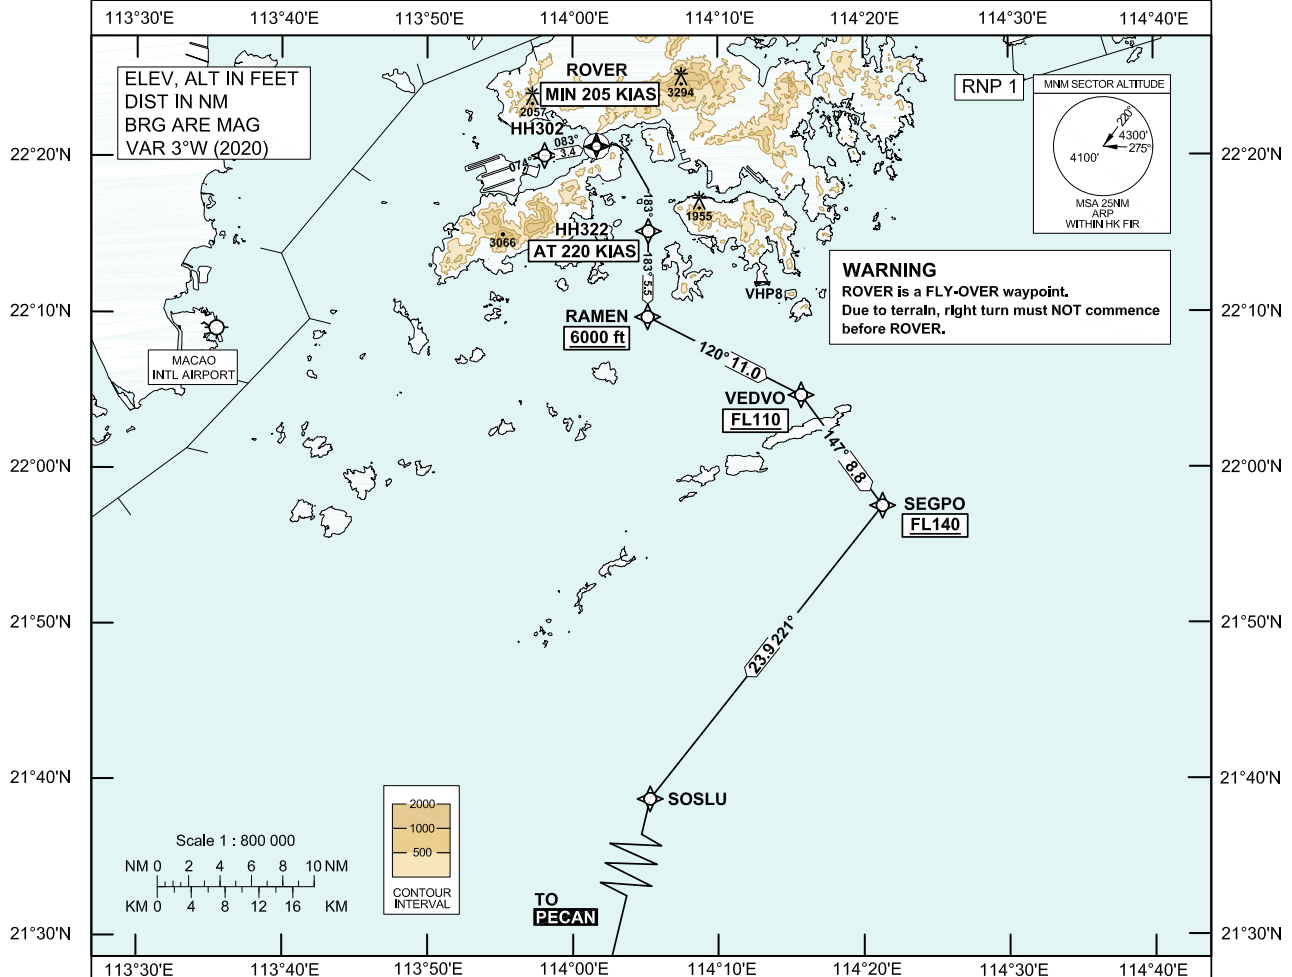 113°30'E 113°40'E 113°50'E 114°00'E 114°10'E 114°20'E 114°30'E 114°40'E
ELEV, ALT IN FEET
DIST IN NM
BRG ARE MAG
VAR 3°W (2020)
ROVER
MIN 205 KIAS
3294
2057
HH302
083°
3.4
074°
RNP 1
MNM SECTOR ALTITUDE
220°
4300'
275°
4100'
MSA 25NM
ARP
WITHIN HK FIR
22°20'N 22°20'N
183°
1955
3066
HH322
AT 220 KIAS
183° 5.5
VHP8
WARNING
ROVER is a FLY-OVER waypoint.
Due to terrain, right turn must NOT commence
before ROVER.
22°10'N 22°10'N
RAMEN
6000 ft
MACAO
INTL AIRPORT
120° 11.0
VEDVO
FL110
147° 8.8
22°00'N 22°00'N
SEGPO
FL140
21°50'N 21°50'N
23.9 221°
21°40'N 21°40'N
SOSLU
2000
1000
500
CONTOUR
INTERVAL
Scale 1 : 800 000
NM 0 2 4 6 8 10 NM
KM 0 4 8 12 16 KM
TO
PECAN
21°30'N 21°30'N
113°30'E 113°40'E 113°50'E 114°00'E 114°10'E 114°20'E 114°30'E 114°40'E